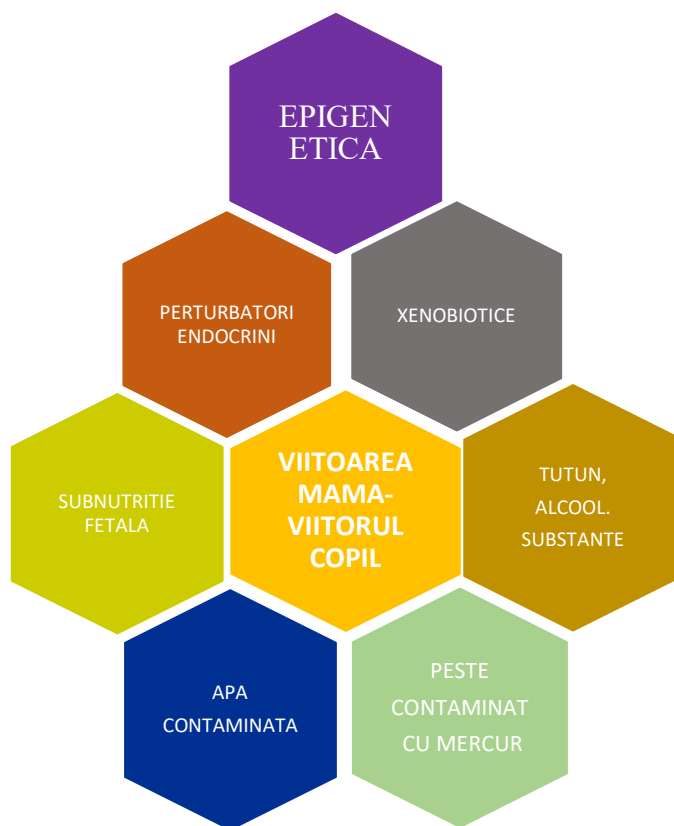 EPIGEN
ETICA
PERTURBATORI
ENDOCRINI
XENOBIOTICE
SUBNUTRITIE
FETALA
VIITOAREA
MAMA-
VIITORUL
COPIL
TUTUN,
ALCOOL.
SUBSTANTE
APA
CONTAMINATA
PESTE
CONTAMINAT
CU MERCUR